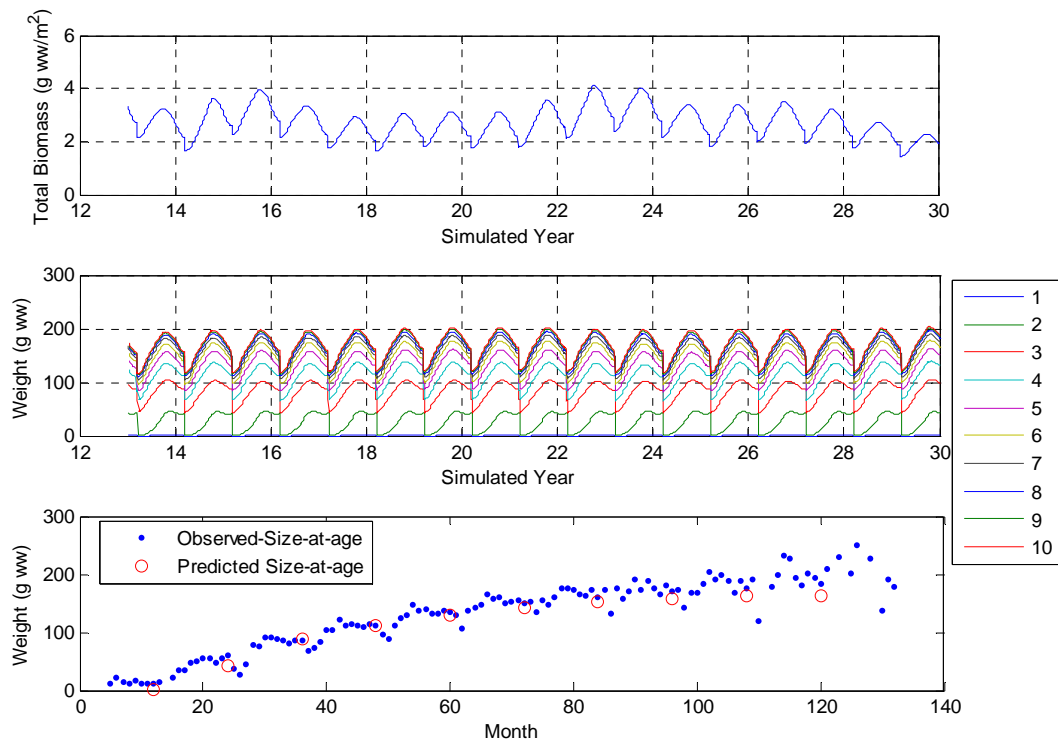 6
4
2
0
Total Biomass (g ww/m²)
12 14 16 18 20 22 24 26 28 30
Simulated Year
300
200
100
0
Weight (g ww)
12 14 16 18 20 22 24 26 28 30
Simulated Year
1
2
3
4
5
6
7
8
9
10
300
200
100
0
Weight (g ww)
Observed-Size-at-age
Predicted Size-at-age
0 20 40 60 80 100 120 140
Month